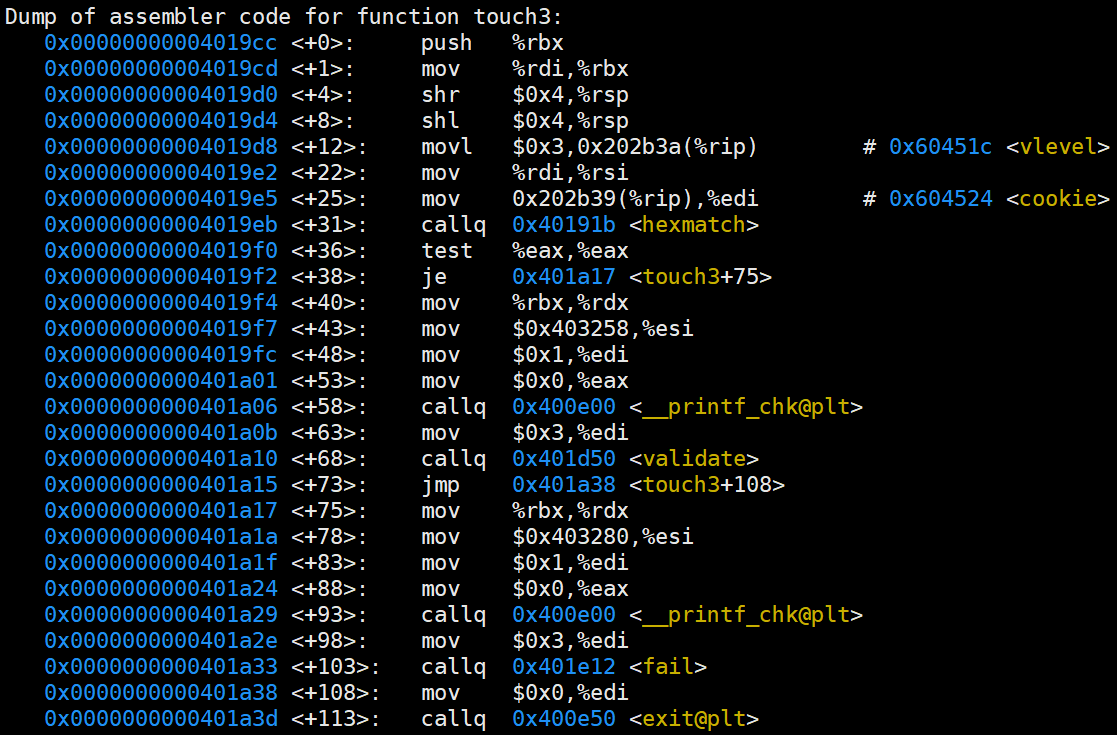 Dump of assembler code for function touch3:
   0x00000000004019cc <+0>:     push   %rbx
   0x00000000004019cd <+1>:     mov    %rdi,%rbx
   0x00000000004019d0 <+4>:     shr    $0x4,%rsp
   0x00000000004019d4 <+8>:     shl    $0x4,%rsp
   0x00000000004019d8 <+12>:    movl   $0x3,0x202b3a(%rip)        # 0x60451c <vlevel>
   0x00000000004019e2 <+22>:    mov    %rdi,%rsi
   0x00000000004019e5 <+25>:    mov    0x202b39(%rip),%edi        # 0x604524 <cookie>
   0x00000000004019eb <+31>:    callq  0x40191b <hexmatch>
   0x00000000004019f0 <+36>:    test   %eax,%eax
   0x00000000004019f2 <+38>:    je     0x401a17 <touch3+75>
   0x00000000004019f4 <+40>:    mov    %rbx,%rdx
   0x00000000004019f7 <+43>:    mov    $0x403258,%esi
   0x00000000004019fc <+48>:    mov    $0x1,%edi
   0x0000000000401a01 <+53>:    mov    $0x0,%eax
   0x0000000000401a06 <+58>:    callq  0x400e00 <__printf_chk@plt>
   0x0000000000401a0b <+63>:    mov    $0x3,%edi
   0x0000000000401a10 <+68>:    callq  0x401d50 <validate>
   0x0000000000401a15 <+73>:    jmp    0x401a38 <touch3+108>
   0x0000000000401a17 <+75>:    mov    %rbx,%rdx
   0x0000000000401a1a <+78>:    mov    $0x403280,%esi
   0x0000000000401a1f <+83>:    mov    $0x1,%edi
   0x0000000000401a24 <+88>:    mov    $0x0,%eax
   0x0000000000401a29 <+93>:    callq  0x400e00 <__printf_chk@plt>
   0x0000000000401a2e <+98>:    mov    $0x3,%edi
   0x0000000000401a33 <+103>:   callq  0x401e12 <fail>
   0x0000000000401a38 <+108>:   mov    $0x0,%edi
   0x0000000000401a3d <+113>:   callq  0x400e50 <exit@plt>